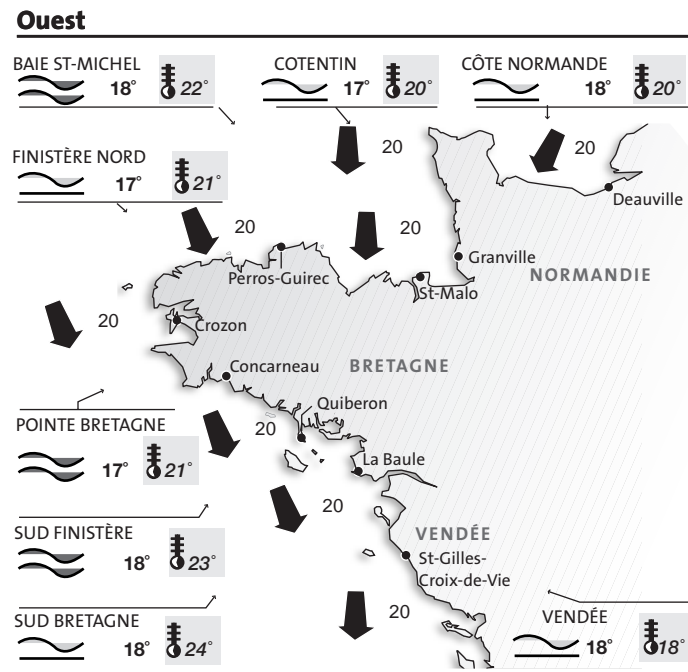 Ouest
BAIE ST-MICHEL
18° 22°
COTENTIN
17° 20°
CÔTE NORMANDE
18° 20°
20
20
FINISTÈRE NORD
17° 21°
Deauville
20
20
Granville
Perros-Guirec
St-Malo
NORMANDIE
20
Crozon
Concarneau
BRETAGNE
Quiberon
POINTE BRETAGNE
17° 21°
20
La Baule
20
SUD FINISTÈRE
18° 23°
VENDÉE
St-Gilles-
Croix-de-Vie
20
SUD BRETAGNE
18° 24°
VENDÉE
18° 18°